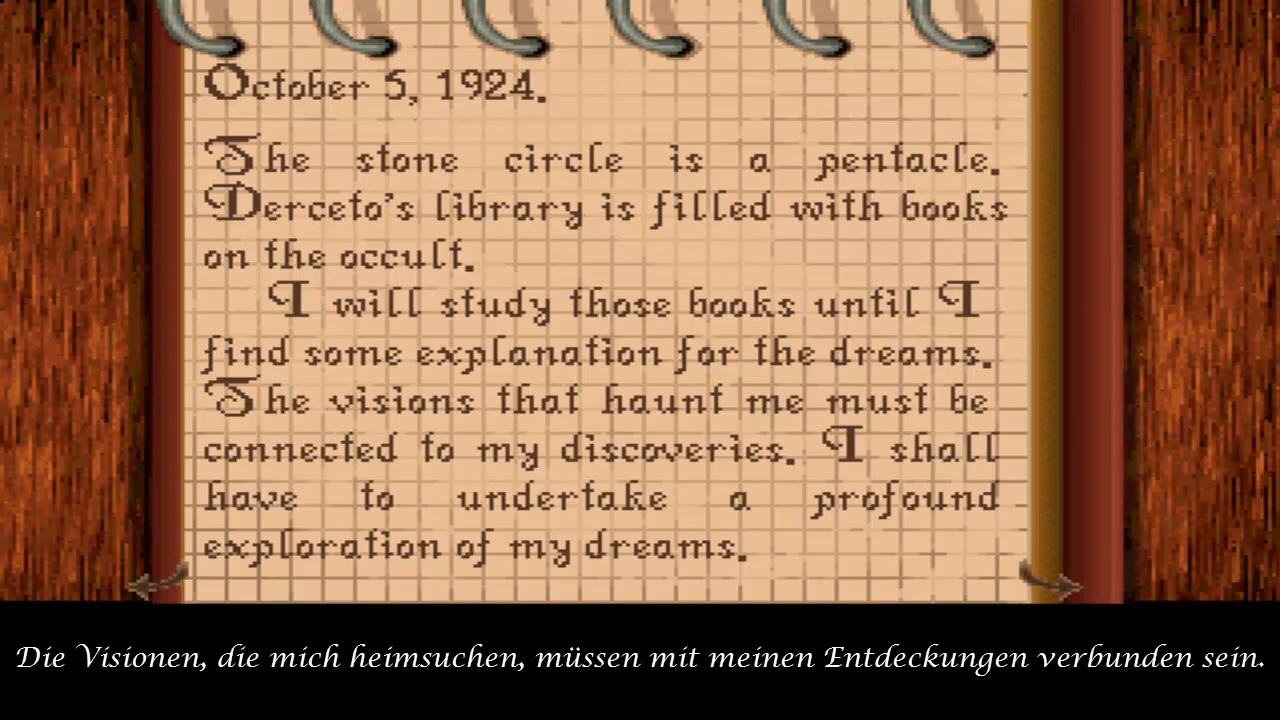 October 5, 1924.
The stone circle is a pentacle.
Derceto's library is filled with books
on the occult.
I will study those books until I
find some explanation for the dreams.
The visions that haunt me must be
connected to my discoveries. I shall
have to undertake a profound
exploration of my dreams.
Die Visionen, die mich heimsuchen, müssen mit meinen Entdeckungen verbunden sein.